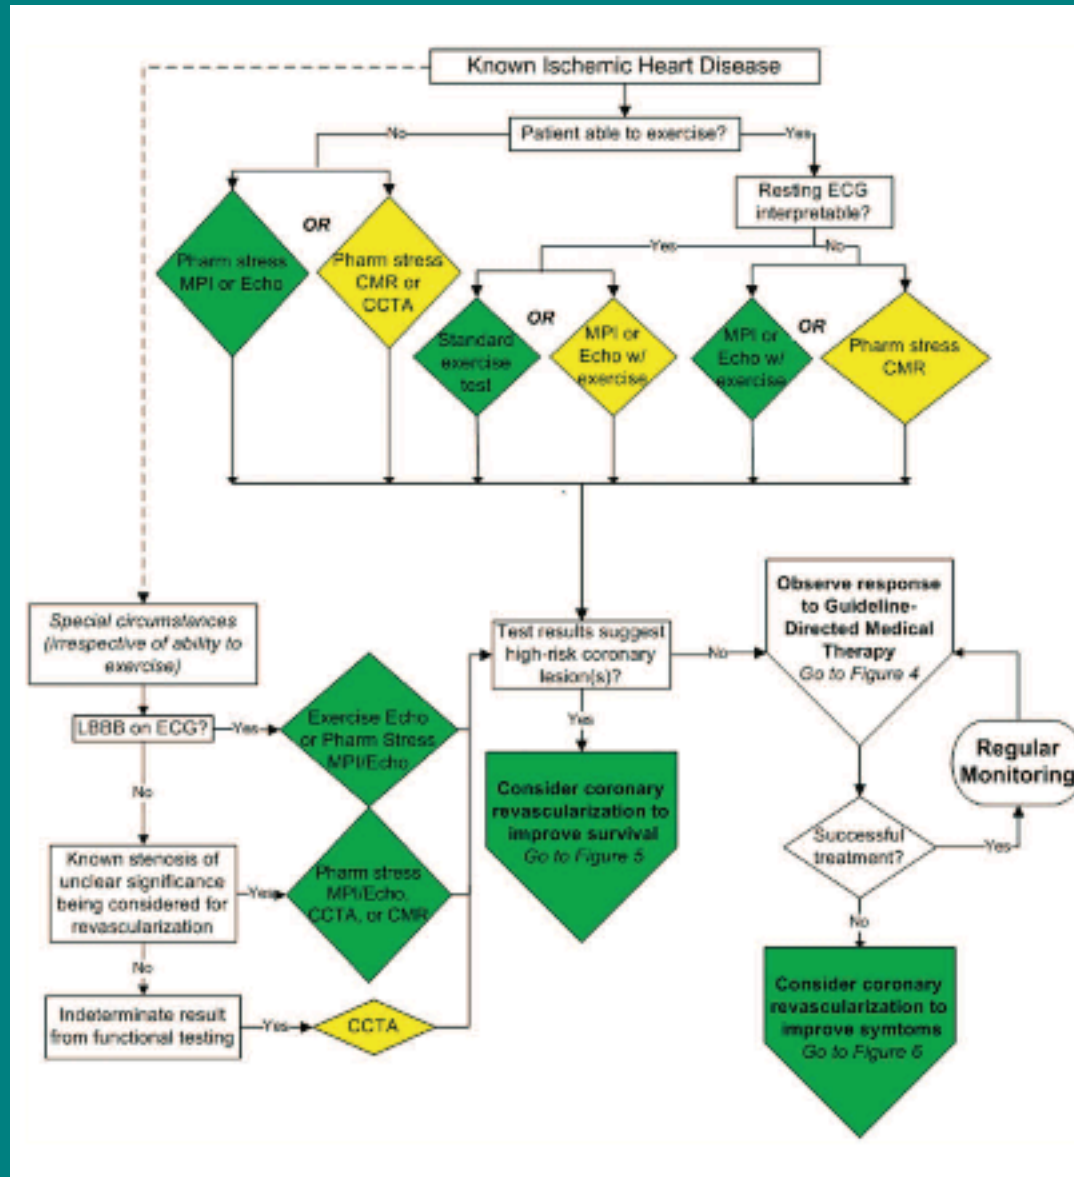 Known Ischemic Heart Disease
No
Patient able to exercise?
Yes
Resting ECG
interpretable?
Yes
No
Pharm stress
MPI or Echo
OR
Pharm stress
CMR or
CCTA
Standard
exercise
test
OR
MPI or
Echo w/
exercise
MPI or
Echo w/
exercise
OR
Pharm stress
CMR
Special circumstances
(irrespective of ability to
exercise)
Test results suggest
high-risk coronary
lesion(s)?
No
Observe response
to Guideline-
Directed Medical
Therapy
Go to Figure 4
LBBB on ECG?
Yes
Exercise Echo
or Pharm Stress
MPI/Echo
Yes
Regular
Monitoring
No
Consider coronary
revascularization to
improve survival
Go to Figure 5
Successful
treatment?
Yes
Known stenosis of
unclear significance
being considered for
revascularization
Yes
Pharm stress
MPI/Echo,
CCTA, or CMR
No
No
Consider coronary
revascularization to
improve symtoms
Go to Figure 6
Indeterminate result
from functional testing
Yes
CCTA